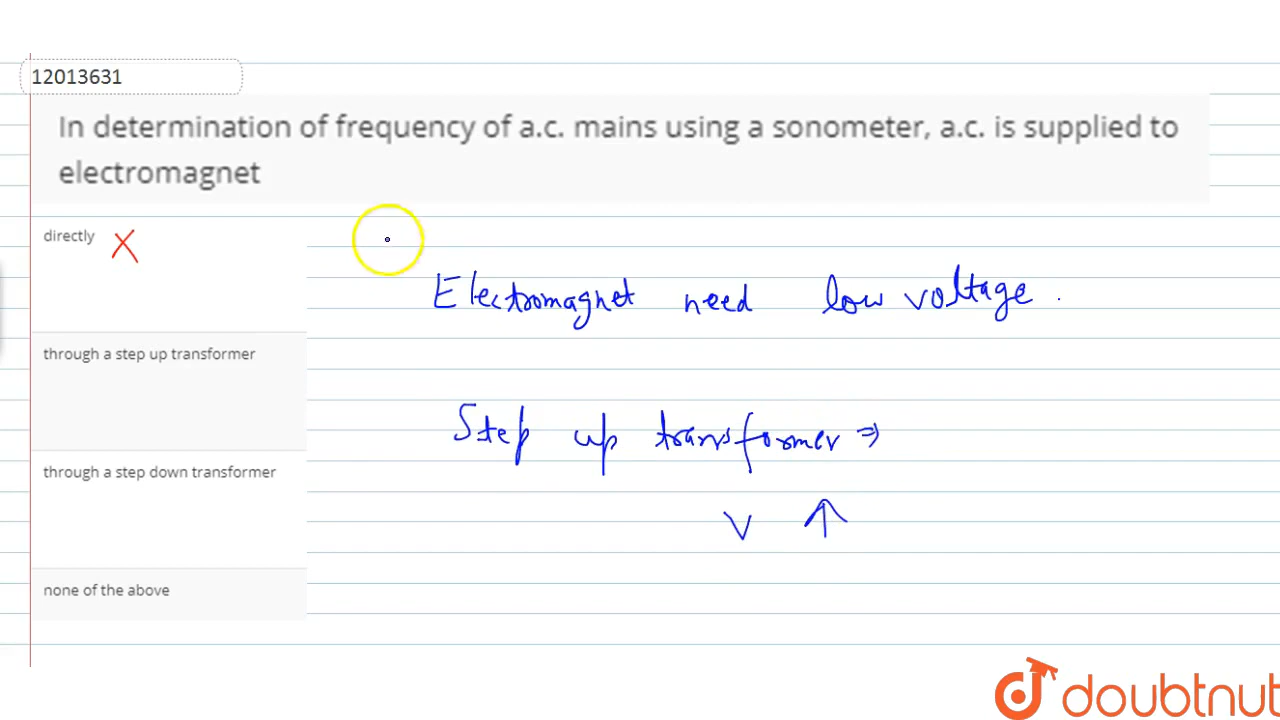 12013631
In determination of frequency of a.c. mains using a sonometer, a.c. is supplied to
electromagnet
directly X
Electromagnet need low voltage.
through a step up transformer
Step up transformer ⇒
through a step down transformer
V ↑
none of the above
doubtnut